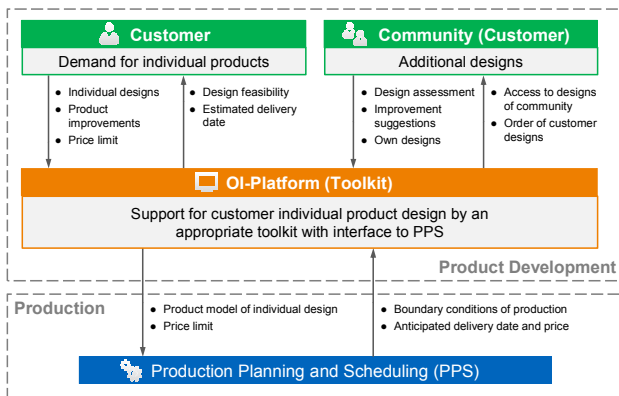 Customer
Demand for individual products
Community (Customer)
Additional designs
● Individual designs
● Product
improvements
● Price limit
● Design feasibility
● Estimated delivery
date
● Design assessment
● Improvement
suggestions
● Own designs
● Access to designs
of community
● Order of customer
designs
OI-Platform (Toolkit)
Support for customer individual product design by an
appropriate toolkit with interface to PPS
Product Development
Production
● Product model of individual design
● Price limit
● Boundary conditions of production
● Anticipated delivery date and price
Production Planning and Scheduling (PPS)